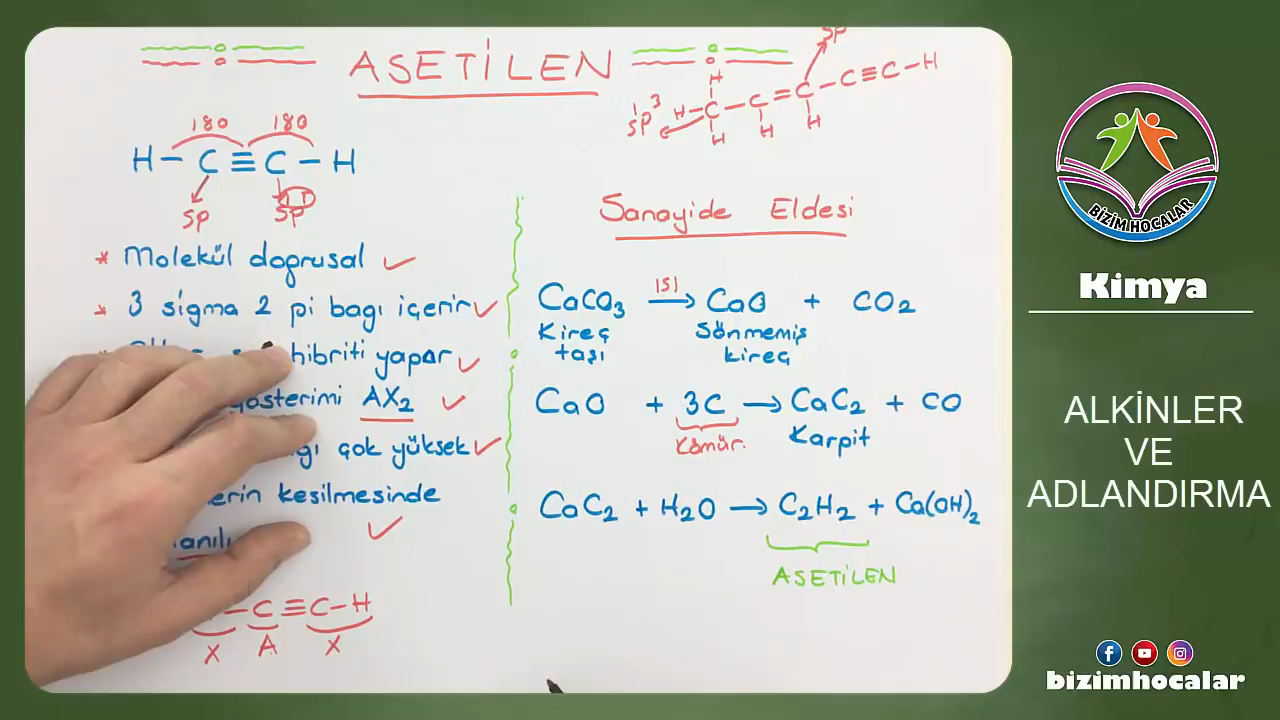 ASETİLEN
180 180
H - C ≡ C - H
SP SP
* Molekül doğrusal ✓
* 3 sigma 2 pi bağı içerir ✓
hibriti yapar ✓
gösterimi AX2 ✓
çok yüksek ✓
kesilmesinde
✓
- C ≡ C - H
X A X
SP
H
H - C - C = C - C ≡ C - H
SP3
H H H
Sanayide Eldesi
CaCO3 ısı → CaO + CO2
Kireç Sönmemiş
taşı kireç
CaO + 3C → CaC2 + CO
Kömür. Karpit
CaC2 + H2O → C2H2 + Ca(OH)2
ASETİLEN
BİZİM HOCALAR
Kimya
ALKİNLER
VE
ADLANDIRMA
bizimhocalar